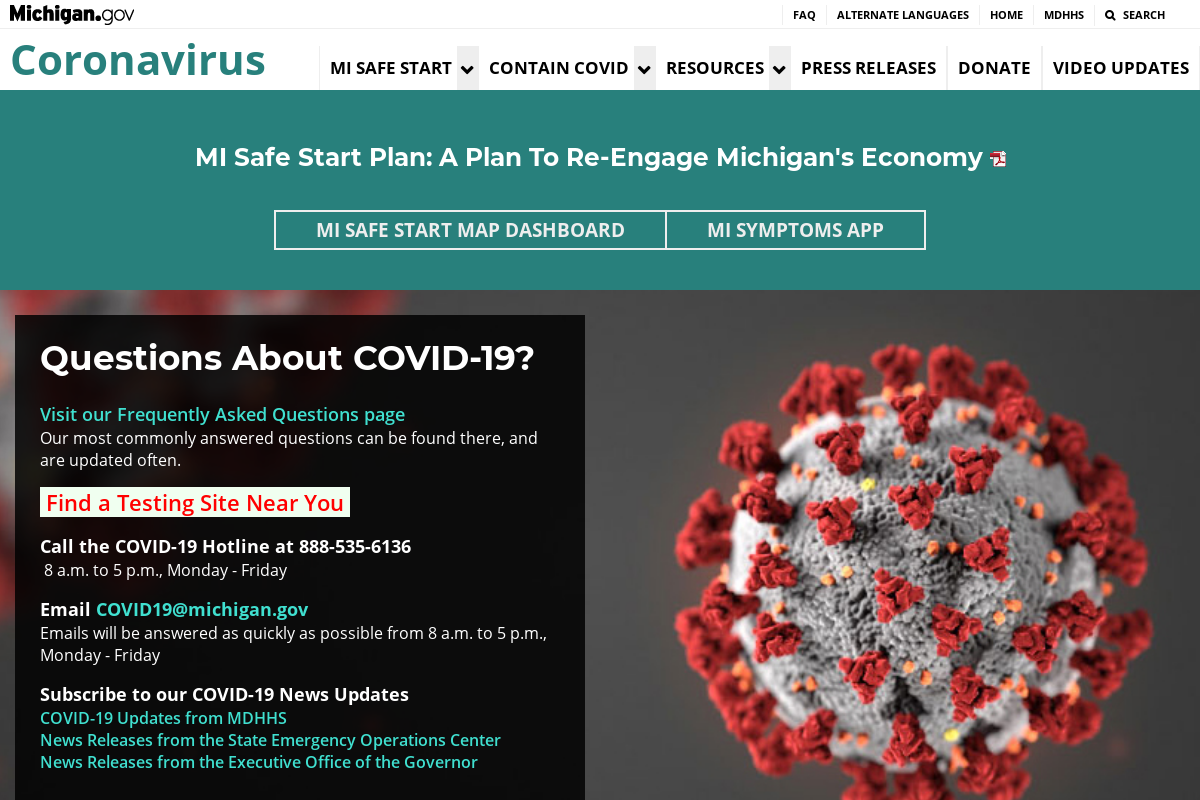 Michigan.gov
FAQ ALTERNATE LANGUAGES HOME MDHHS SEARCH
Coronavirus
MI SAFE START CONTAIN COVID RESOURCES PRESS RELEASES DONATE VIDEO UPDATES
MI Safe Start Plan: A Plan To Re-Engage Michigan's Economy
MI SAFE START MAP DASHBOARD MI SYMPTOMS APP
Questions About COVID-19?
Visit our Frequently Asked Questions page
Our most commonly answered questions can be found there, and
are updated often.
Find a Testing Site Near You
Call the COVID-19 Hotline at 888-535-6136
8 a.m. to 5 p.m., Monday - Friday
Email COVID19@michigan.gov
Emails will be answered as quickly as possible from 8 a.m. to 5 p.m.,
Monday - Friday
Subscribe to our COVID-19 News Updates
COVID-19 Updates from MDHHS
News Releases from the State Emergency Operations Center
News Releases from the Executive Office of the Governor